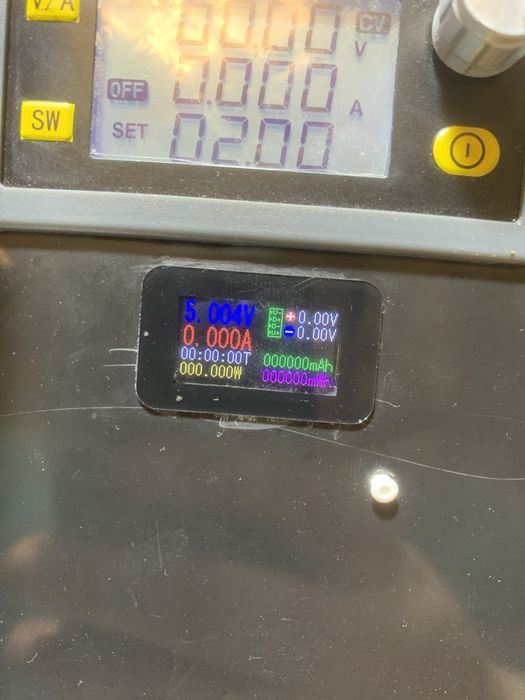 V/A
00.00 CV
V
OFF 0.000 A
SW
SET 02.00
5.004V +0.00V
0.000A -0.00V
00:00:00T 000000mAh
000.000W 000000mWh